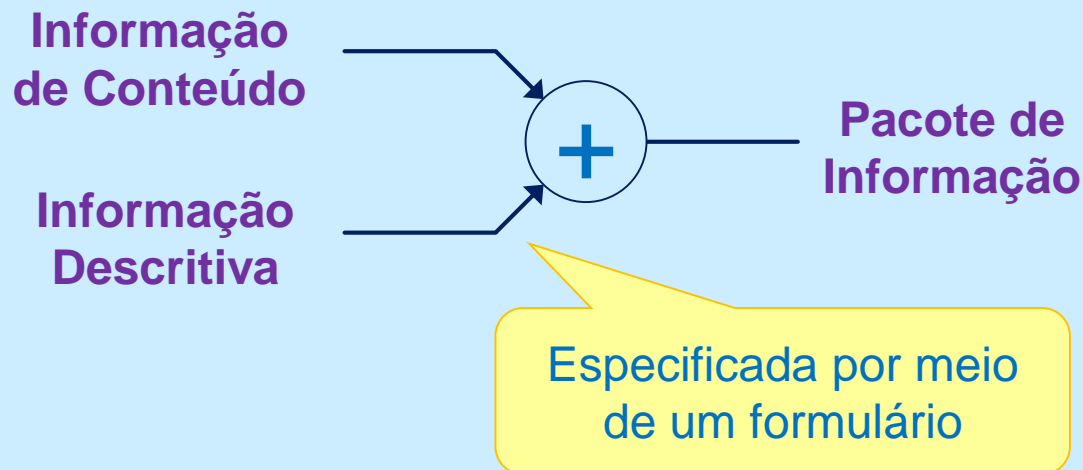 Informação
de Conteúdo
+
Pacote de
Informação
Informação
Descritiva
Especificada por meio
de um formulário